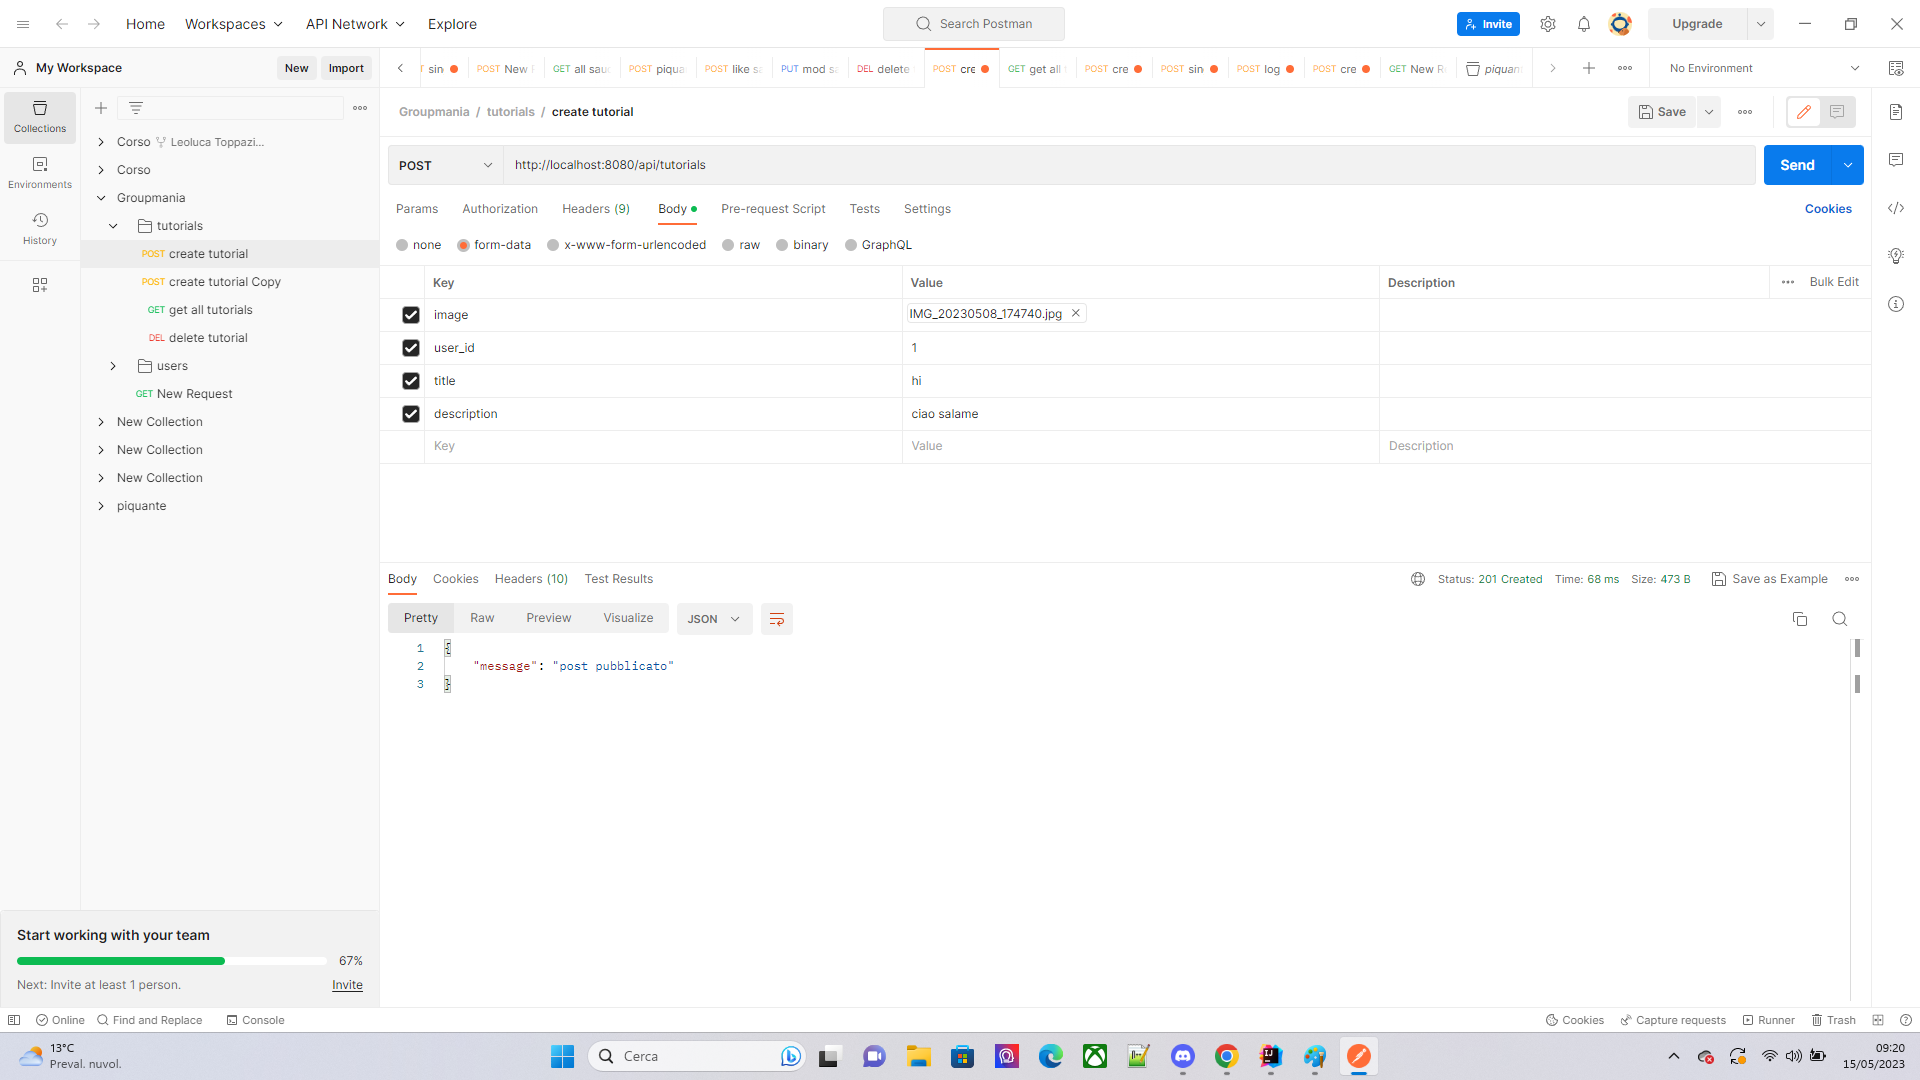 Home Workspaces API Network Explore Search Postman Invite Upgrade
My Workspace New Import
sin POST New GET all sau POST piqua POST like sa PUT mod sa DEL delete POST cre GET get all POST cre POST sin POST log POST cre GET New R piquan No Environment
Groupmania / tutorials / create tutorial Save
POST http://localhost:8080/api/tutorials Send
Params Authorization Headers (9) Body Pre-request Script Tests Settings Cookies
none form-data x-www-form-urlencoded raw binary GraphQL
Key Value Description Bulk Edit
image IMG_20230508_174740.jpg
user_id 1
title hi
description ciao salame
Key Value Description
Collections
Environments
History
Corso Leoluca Toppazi...
Corso
Groupmania
tutorials
POST create tutorial
POST create tutorial Copy
GET get all tutorials
DEL delete tutorial
users
GET New Request
New Collection
New Collection
New Collection
piquante
Body Cookies Headers (10) Test Results Status: 201 Created Time: 68 ms Size: 473 B Save as Example
Pretty Raw Preview Visualize JSON
1 {
2 "message": "post pubblicato"
3 }
Start working with your team
67%
Next: Invite at least 1 person. Invite
Online Find and Replace Console Cookies Capture requests Runner Trash
13°C
Preval. nuvol.
Cerca
09:20
15/05/2023